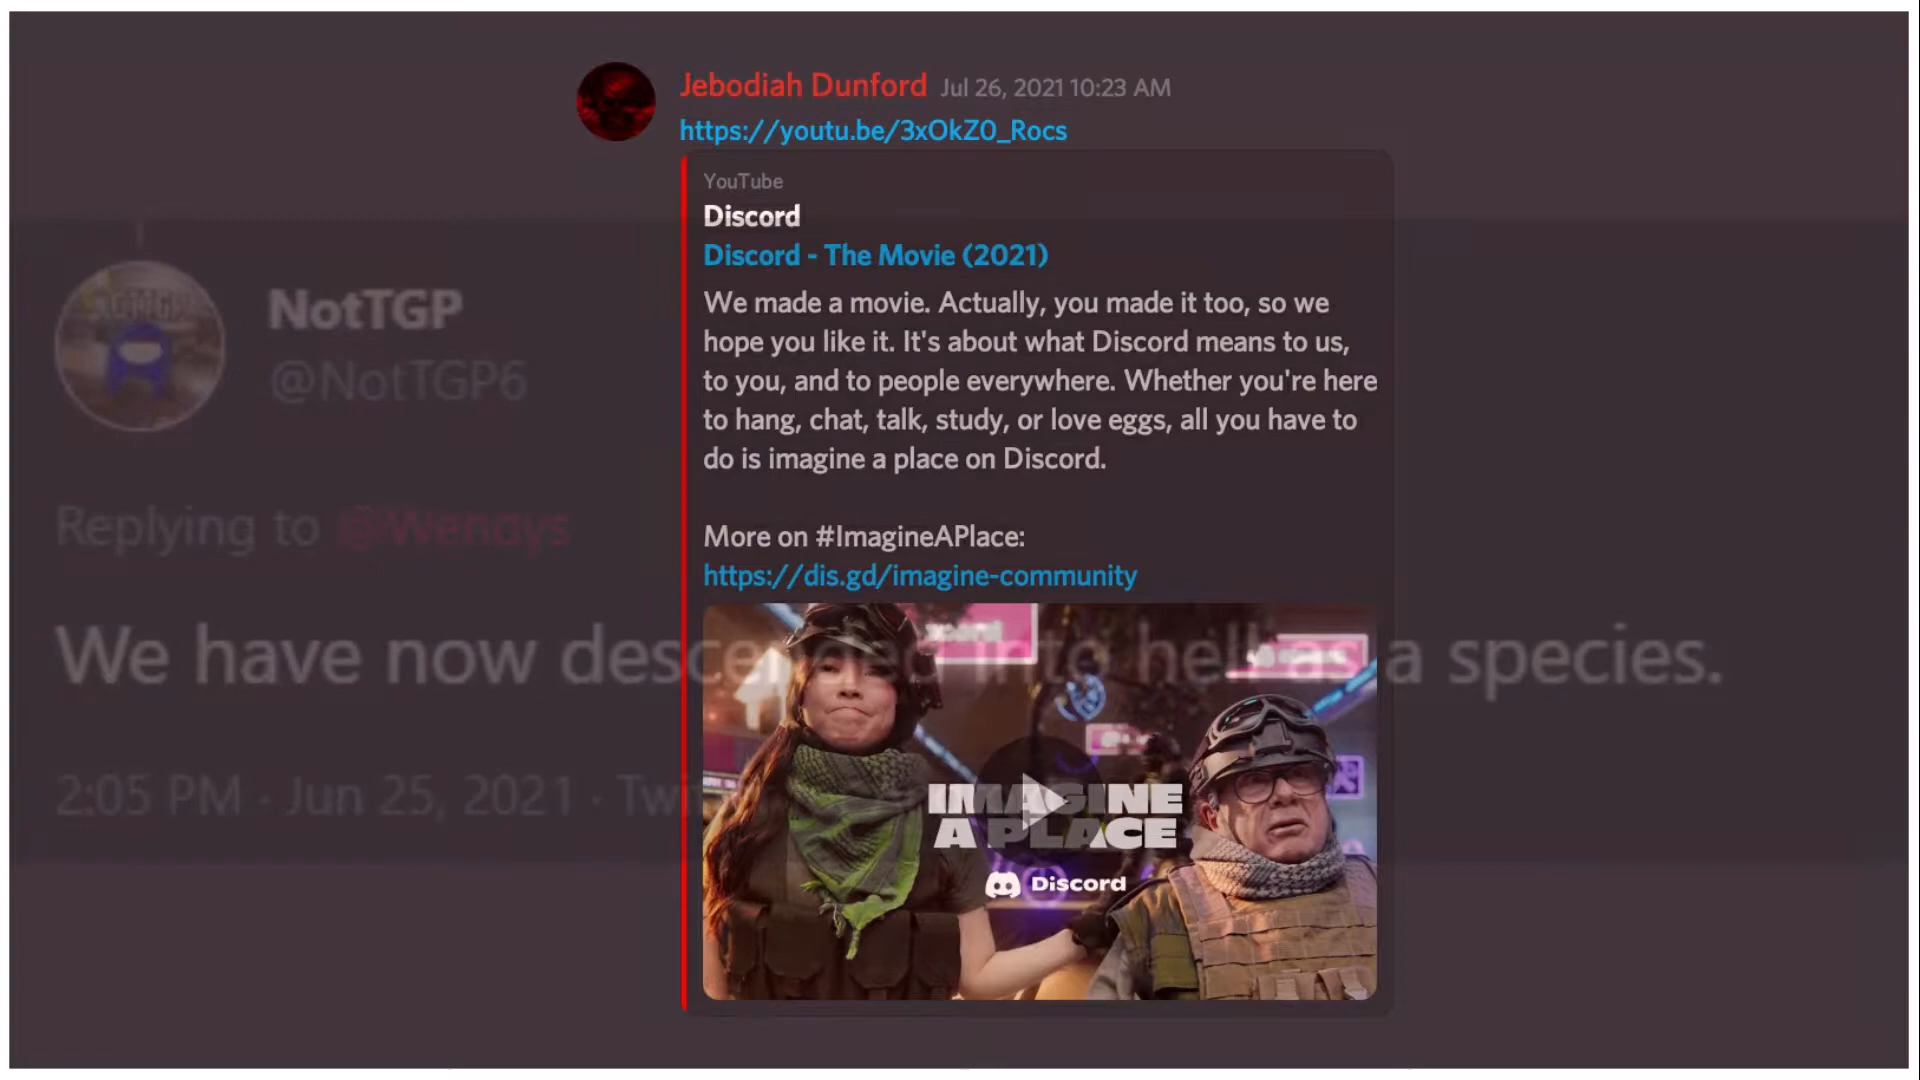 Jebodiah Dunford Jul 26, 2021 10:23 AM
https://youtu.be/3xOkZ0_Rocs
YouTube
Discord
Discord - The Movie (2021)
We made a movie. Actually, you made it too, so we
hope you like it. It's about what Discord means to us,
to you, and to people everywhere. Whether you're here
to hang, chat, talk, study, or love eggs, all you have to
do is imagine a place on Discord.
More on #ImagineAPlace:
https://dis.gd/imagine-community
IMAGINE
A PLACE
Discord
NotTGP
@NotTGP6
Replying to @Wendys
We have now descended into hell as a species.
2:05 PM · Jun 25, 2021 ·